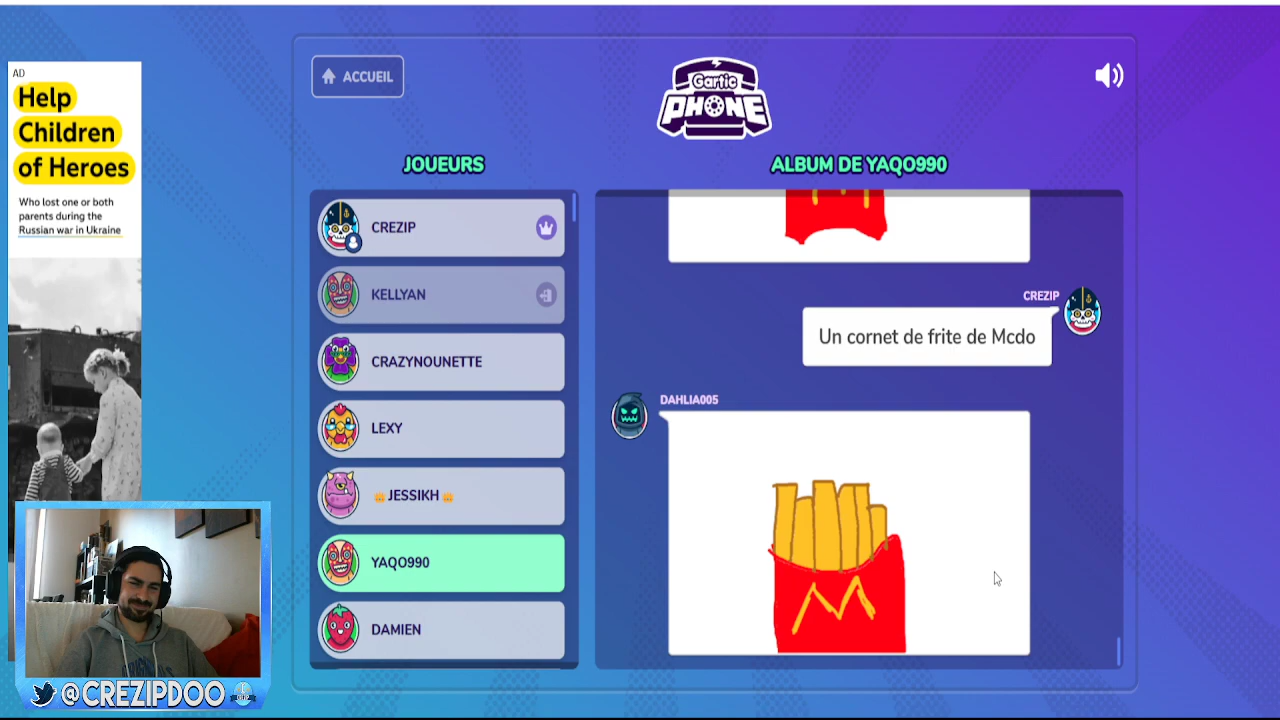 AD
Help
Children
of Heroes
Who lost one or both
parents during the
Russian war in Ukraine
ACCUEIL
Gartic
PHONE
JOUEURS
CREZIP
KELLYAN
CRAZYNOUNETTE
LEXY
JESSIKH
YAQO990
DAMIEN
ALBUM DE YAQO990
CREZIP
Un cornet de frite de Mcdo
DAHLIA005
M
@CREZIPDOO